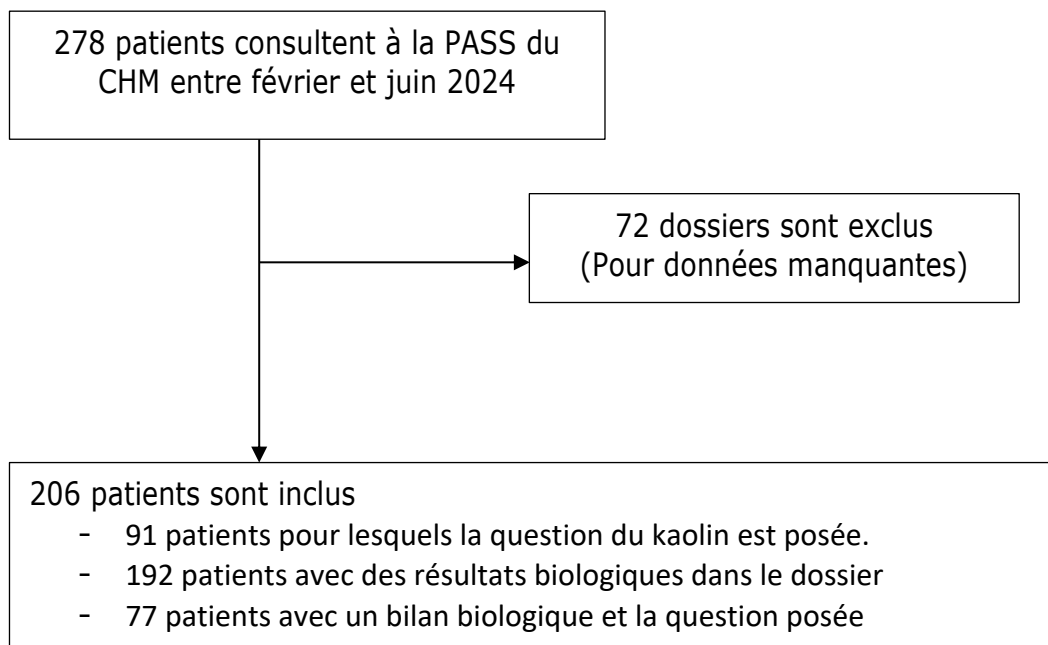 278 patients consultent à la PASS du
CHM entre février et juin 2024
72 dossiers sont exclus
(Pour données manquantes)
206 patients sont inclus
- 91 patients pour lesquels la question du kaolin est posée.
- 192 patients avec des résultats biologiques dans le dossier
- 77 patients avec un bilan biologique et la question posée